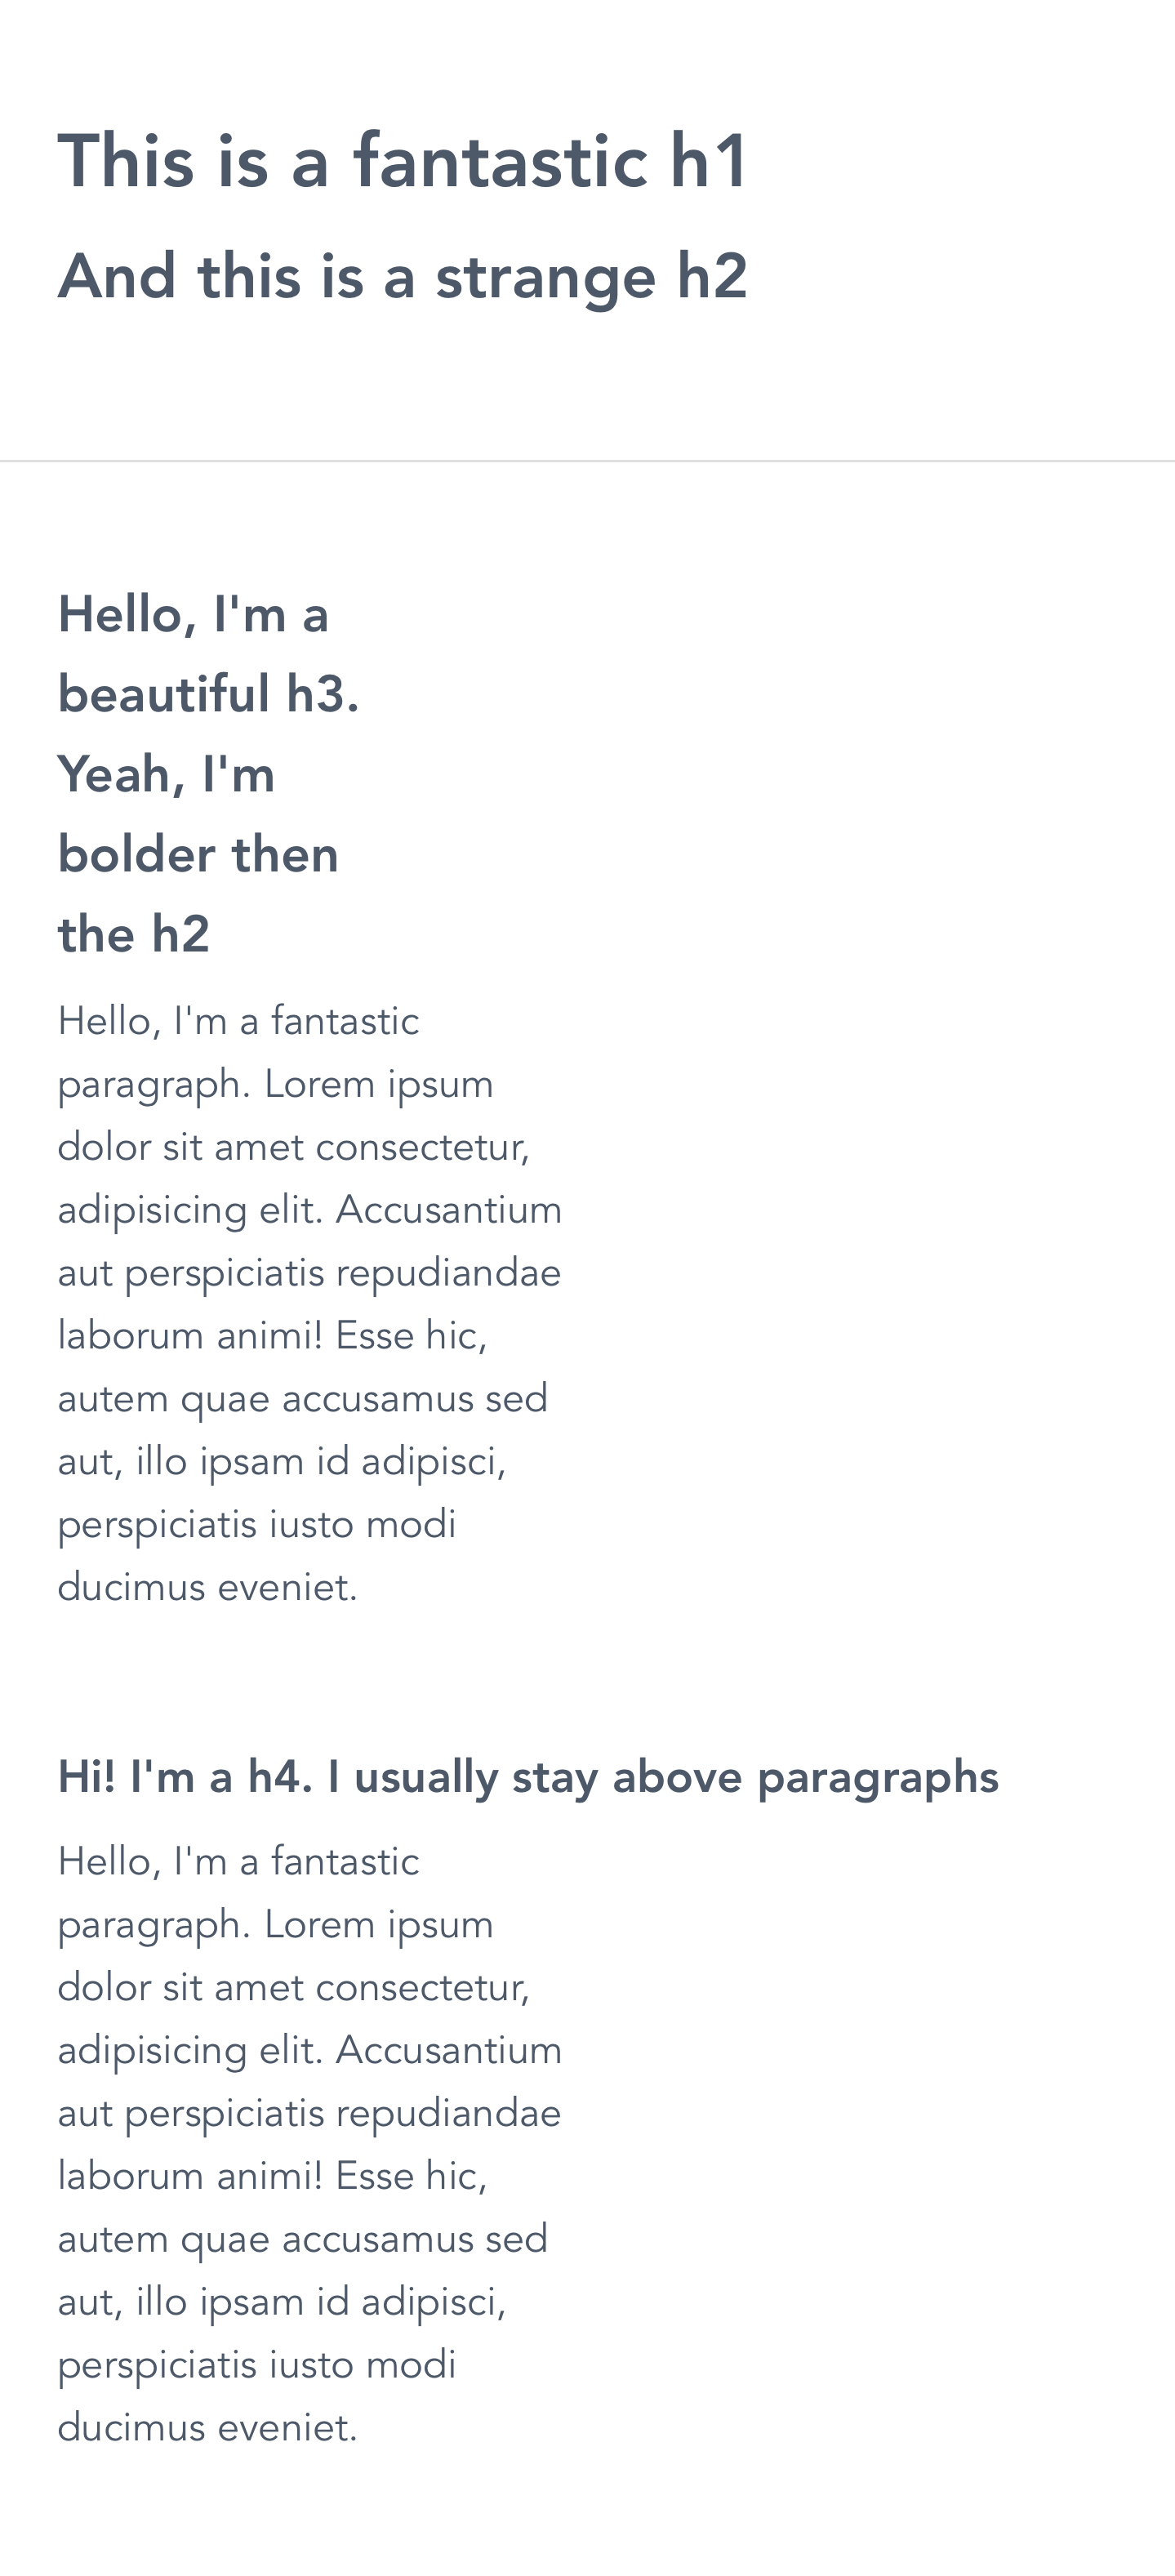 This is a fantastic h1
And this is a strange h2
Hello, I'm a
beautiful h3.
Yeah, I'm
bolder then
the h2
Hello, I'm a fantastic
paragraph. Lorem ipsum
dolor sit amet consectetur,
adipisicing elit. Accusantium
aut perspiciatis repudiandae
laborum animi! Esse hic,
autem quae accusamus sed
aut, illo ipsam id adipisci,
perspiciatis iusto modi
ducimus eveniet.
Hi! I'm a h4. I usually stay above paragraphs
Hello, I'm a fantastic
paragraph. Lorem ipsum
dolor sit amet consectetur,
adipisicing elit. Accusantium
aut perspiciatis repudiandae
laborum animi! Esse hic,
autem quae accusamus sed
aut, illo ipsam id adipisci,
perspiciatis iusto modi
ducimus eveniet.